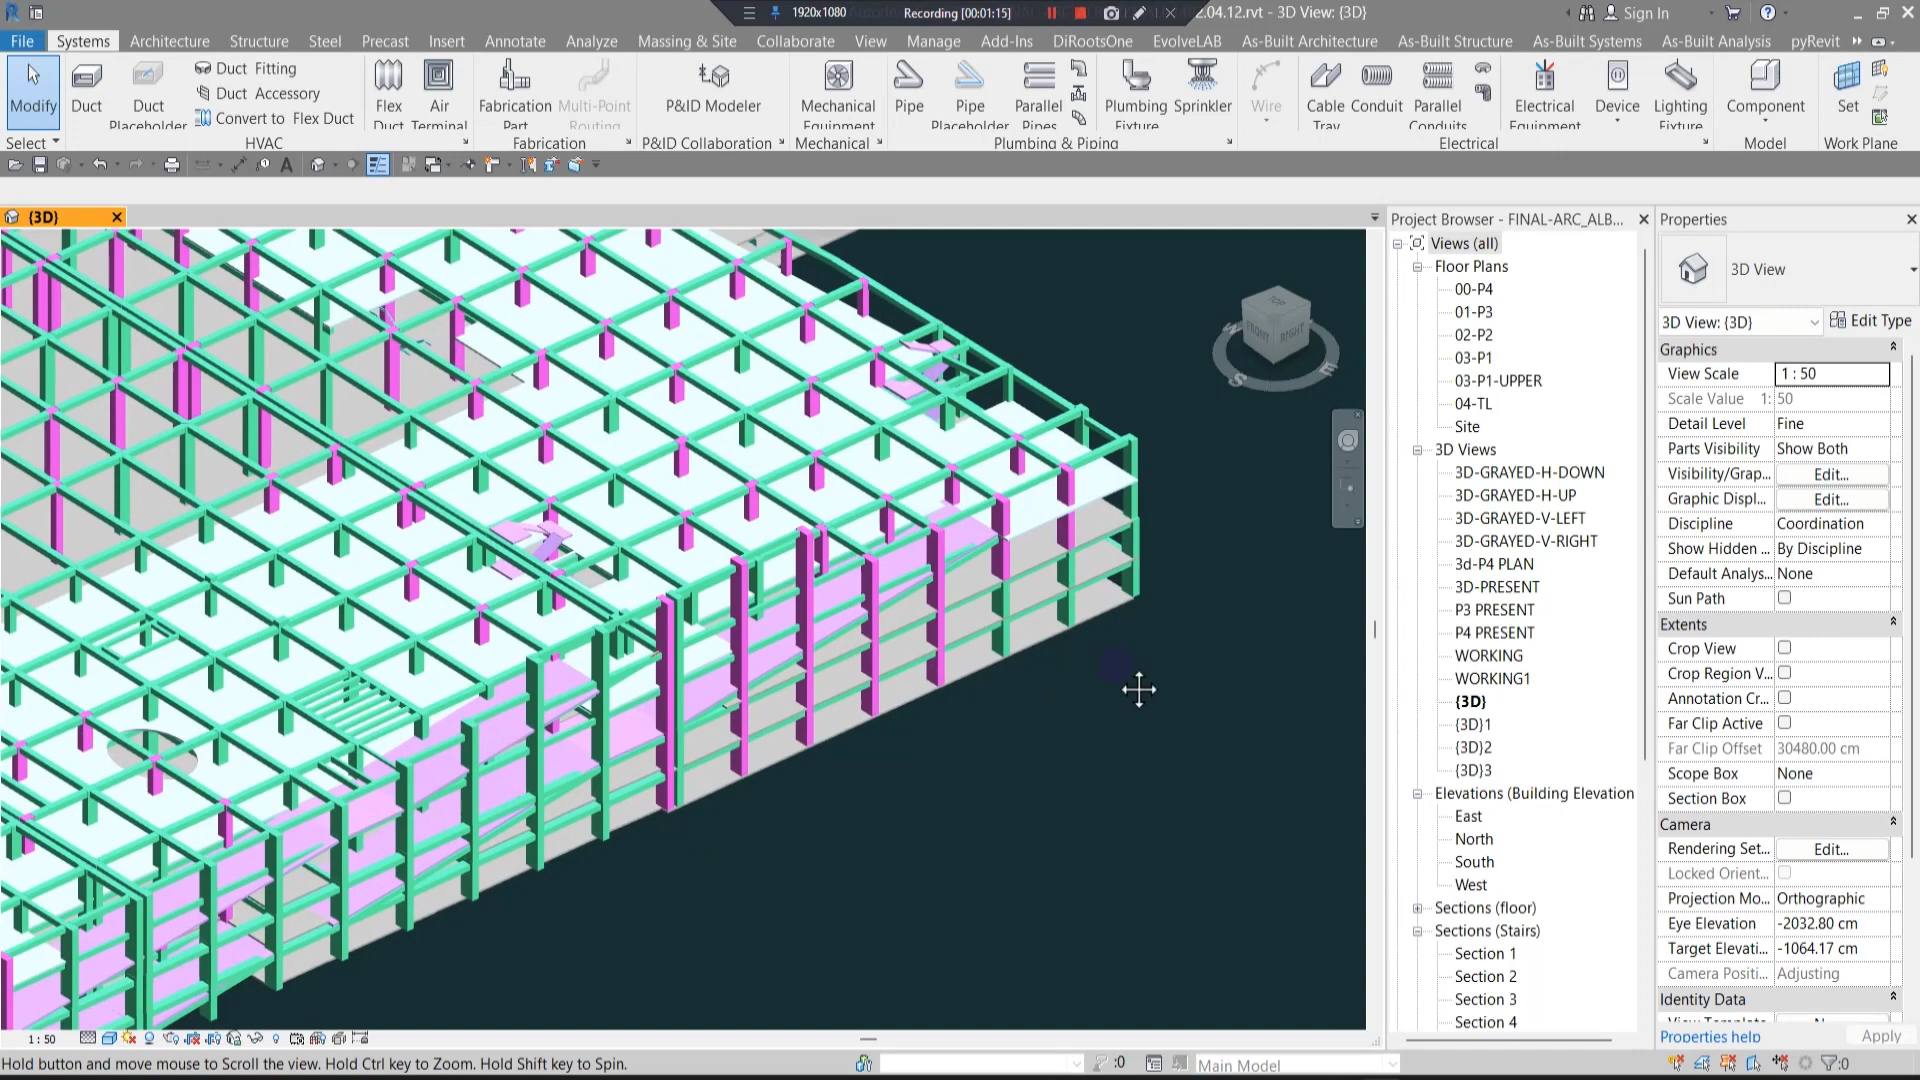 1920x1080
Recording [00:01:15]
2.04.12.rvt - 3D View: {3D}
Sign In
File
Systems
Architecture
Structure
Steel
Precast
Insert
Annotate
Analyze
Massing & Site
Collaborate
View
Manage
Add-Ins
DiRootsOne
EvolveLAB
As-Built Architecture
As-Built Structure
As-Built Systems
As-Built Analysis
pyRevit
Modify
Duct
Duct
Placeholder
Duct Fitting
Duct Accessory
Convert to Flex Duct
Flex
Duct
Air
Terminal
Fabrication
Part
Multi-Point
Routing
P&ID Modeler
Mechanical
Equipment
Pipe
Pipe
Placeholder
Parallel
Pipes
Plumbing
Fixture
Sprinkler
Wire
Cable
Tray
Conduit
Parallel
Conduits
Electrical
Equipment
Device
Lighting
Fixture
Component
Set
Select
HVAC
Fabrication
P&ID Collaboration
Mechanical
Plumbing & Piping
Electrical
Model
Work Plane
{3D}
TOP
FRONT
RIGHT
W
S
E
Project Browser - FINAL-ARC_ALB...
Views (all)
Floor Plans
00-P4
01-P3
02-P2
03-P1
03-P1-UPPER
04-TL
Site
3D Views
3D-GRAYED-H-DOWN
3D-GRAYED-H-UP
3D-GRAYED-V-LEFT
3D-GRAYED-V-RIGHT
3d-P4 PLAN
3D-PRESENT
P3 PRESENT
P4 PRESENT
WORKING
WORKING1
{3D}
{3D}1
{3D}2
{3D}3
Elevations (Building Elevation
East
North
South
West
Sections (floor)
Sections (Stairs)
Section 1
Section 2
Section 3
Section 4
Properties
3D View
3D View: {3D}
Edit Type
Graphics
View Scale 1 : 50
Scale Value 1: 50
Detail Level Fine
Parts Visibility Show Both
Visibility/Grap... Edit...
Graphic Displ... Edit...
Discipline Coordination
Show Hidden ... By Discipline
Default Analys... None
Sun Path
Extents
Crop View
Crop Region V...
Annotation Cr...
Far Clip Active
Far Clip Offset 30480.00 cm
Scope Box None
Section Box
Camera
Rendering Set... Edit...
Locked Orient...
Projection Mo... Orthographic
Eye Elevation -2032.80 cm
Target Elevati... -1064.17 cm
Camera Positi... Adjusting
Identity Data
Properties help
Apply
1 : 50
Hold button and move mouse to Scroll the view. Hold Ctrl key to Zoom. Hold Shift key to Spin.
:0
Main Model
:0